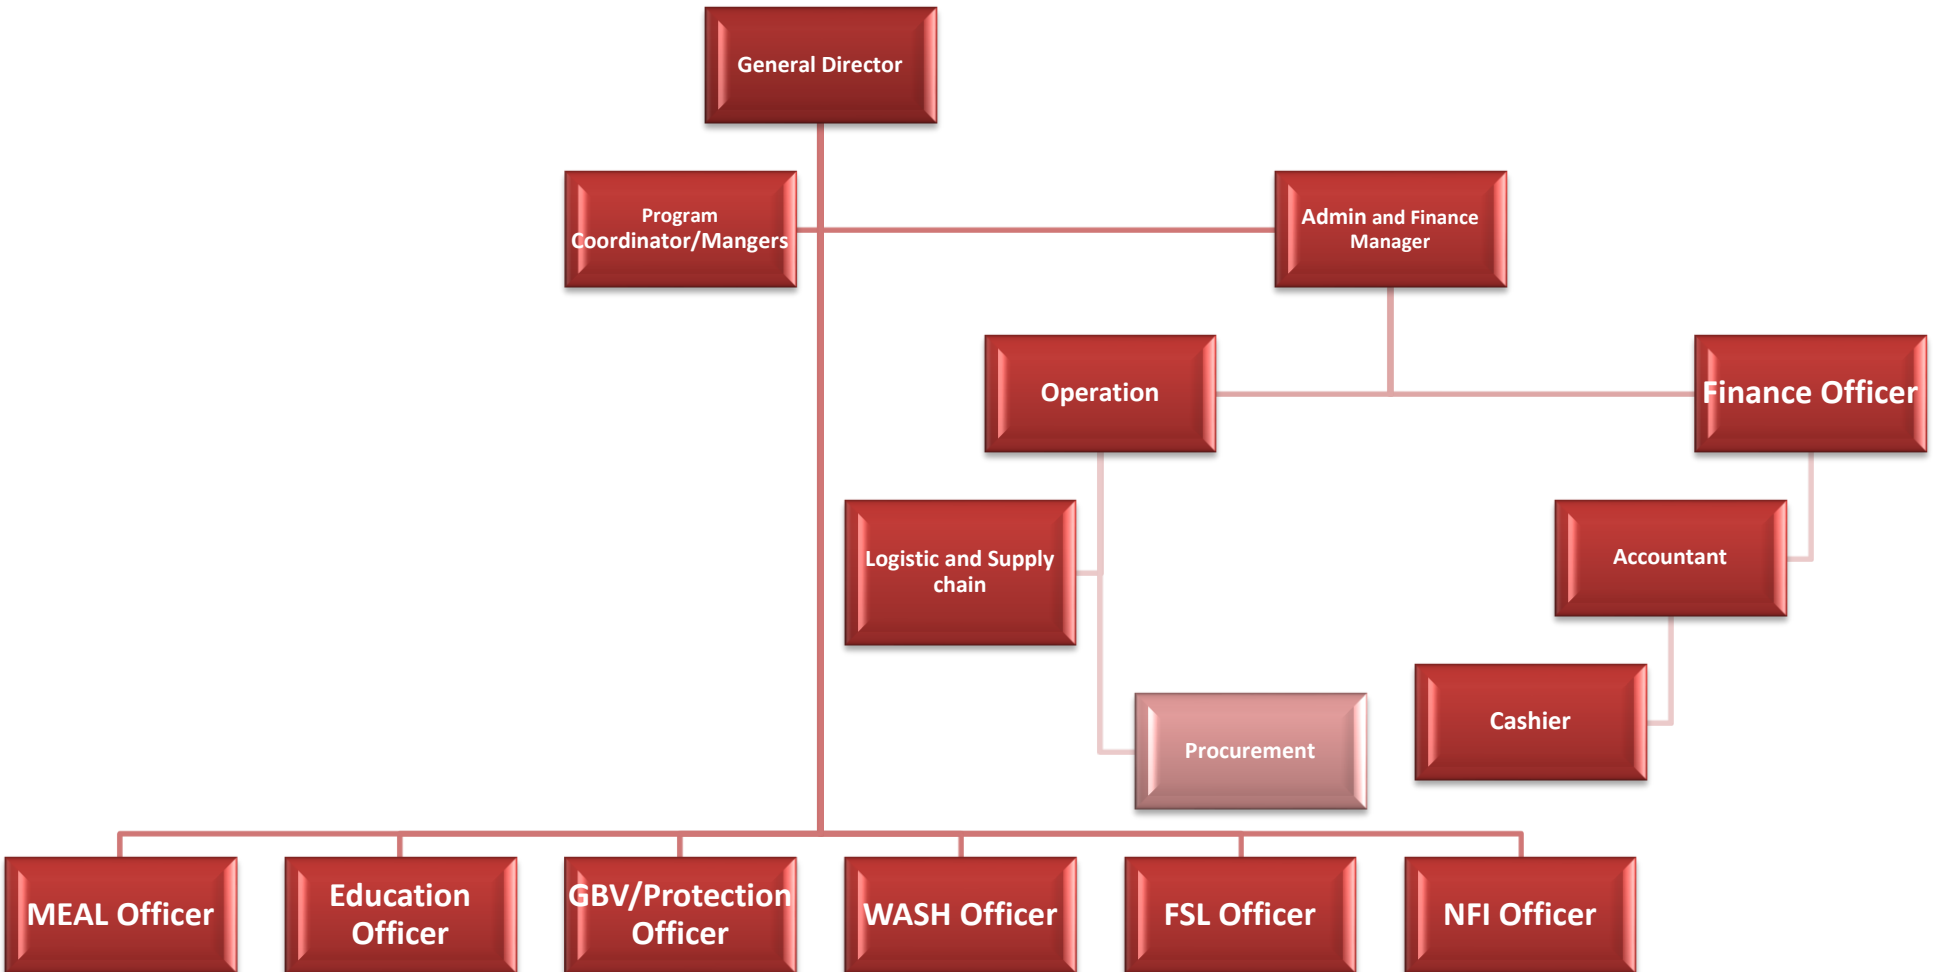 General Director
Program
Coordinator/Mangers
Admin and Finance
Manager
Operation
Finance Officer
Logistic and Supply
chain
Accountant
Cashier
Procurement
MEAL Officer
Education
Officer
GBV/Protection
Officer
WASH Officer
FSL Officer
NFI Officer